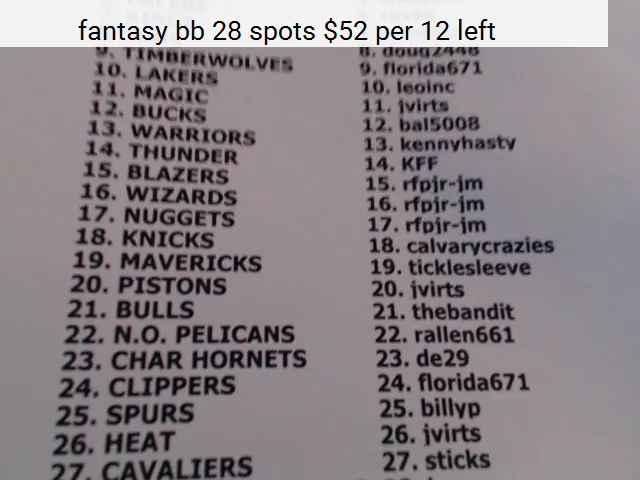 fantasy bb 28 spots $52 per 12 left
9. TIMBERWOLVES
10. LAKERS
11. MAGIC
12. BUCKS
13. WARRIORS
14. THUNDER
15. BLAZERS
16. WIZARDS
17. NUGGETS
18. KNICKS
19. MAVERICKS
20. PISTONS
21. BULLS
22. N.O. PELICANS
23. CHAR HORNETS
24. CLIPPERS
25. SPURS
26. HEAT
27. CAVALIERS
8. doug2448
9. florida671
10. leoinc
11. jvirts
12. bal5008
13. kennyhasty
14. KFF
15. rfpjr-jm
16. rfpjr-jm
17. rfpjr-jm
18. calvarycrazies
19. ticklesleeve
20. jvirts
21. thebandit
22. rallen661
23. de29
24. florida671
25. billyp
26. jvirts
27. sticks